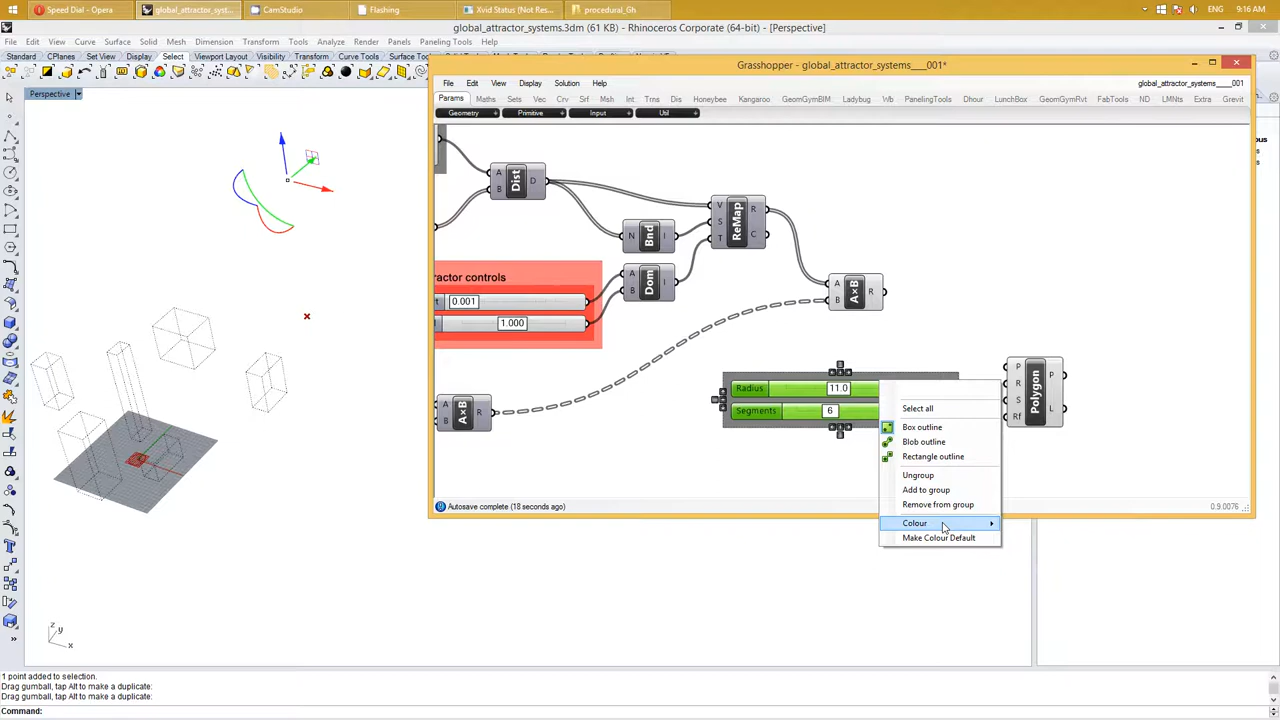 Speed Dial - Opera
global_attractor_syst...
CamStudio
Flashing
Xvid Status (Not Res...
procedural_Gh
ENG
9:16 AM
global_attractor_systems.3dm (61 KB) - Rhinoceros Corporate (64-bit) - [Perspective]
File Edit View Curve Surface Solid Mesh Dimension Transform Tools Analyze Render Panels Paneling Tools Help
Standard CPlanes Set View Display Select Viewport Layout Visibility Transform Curve Tools Surface Too
Perspective
Grasshopper - global_attractor_systems____001*
File Edit View Display Solution Help
global_attractor_systems____001
Params Maths Sets Vec Crv Srf Msh Int Trns Dis Honeybee Kangaroo GeomGymBIM Ladybug Wb PanelingTools Dhour LunchBox GeomGymRvt FabTools ND LMNts Extra Grevit
Geometry Primitive Input Util
A B Dist D
N Bnd I
V S T ReMap R C
ractor controls
t 0.001
1.000
A B Dom I
A B A×B R
A B A×B R
Radius 11.0
Segments 6
P R S Rf Polygon P L
Select all
Box outline
Blob outline
Rectangle outline
Ungroup
Add to group
Remove from group
Colour
Make Colour Default
Autosave complete (18 seconds ago)
0.9.0076
z y x
1 point added to selection.
Drag gumball, tap Alt to make a duplicate:
Drag gumball, tap Alt to make a duplicate:
Command: